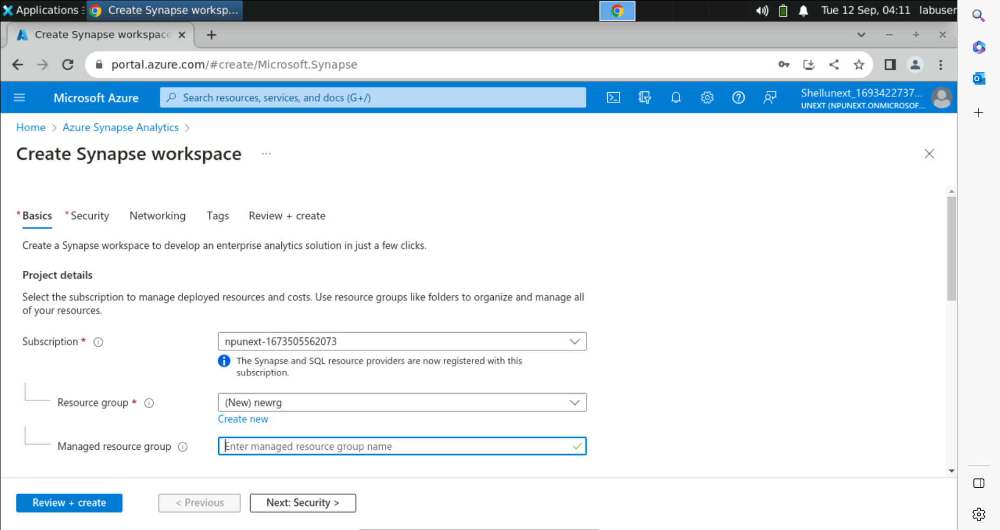 Applications
Create Synapse worksp...
Tue 12 Sep, 04:11
labuser
Create Synapse workspace
portal.azure.com/#create/Microsoft.Synapse
Microsoft Azure
Search resources, services, and docs (G+/)
Shellunext_1693422737...
UNEXT (NPUNEXT.ONMICROSOF...
Home > Azure Synapse Analytics >
Create Synapse workspace ...
* Basics
* Security
Networking
Tags
Review + create
Create a Synapse workspace to develop an enterprise analytics solution in just a few clicks.
Project details
Select the subscription to manage deployed resources and costs. Use resource groups like folders to organize and manage all
of your resources.
Subscription *
npunext-1673505562073
The Synapse and SQL resource providers are now registered with this
subscription.
Resource group *
(New) newrg
Create new
Managed resource group
Enter managed resource group name
Review + create
< Previous
Next: Security >